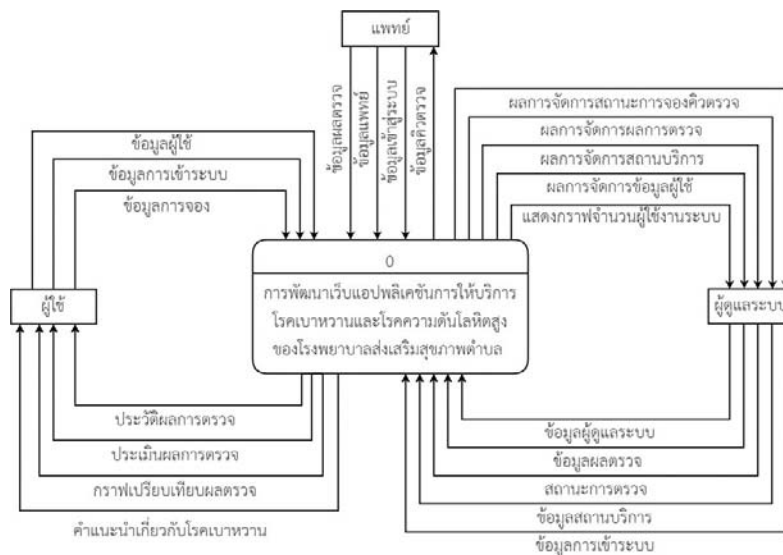 แพทย์
ข้อมูลผลตรวจ
ข้อมูลแพทย์
ข้อมูลเข้าสู่ระบบ
ข้อมูลคิวตรวจ
ข้อมูลผู้ใช้
ข้อมูลการเข้าระบบ
ข้อมูลการจอง
ผลการจัดการสถานะการจองคิวตรวจ
ผลการจัดการผลการตรวจ
ผลการจัดการสถานบริการ
ผลการจัดการข้อมูลผู้ใช้
แสดงกราฟจำนวนผู้ใช้งานระบบ
0
การพัฒนาเว็บแอปพลิเคชันการให้บริการ
โรคเบาหวานและโรคความดันโลหิตสูง
ของโรงพยาบาลส่งเสริมสุขภาพตำบล
ผู้ใช้
ผู้ดูแลระบบ
ประวัติผลการตรวจ
ประเมินผลการตรวจ
กราฟเปรียบเทียบผลตรวจ
คำแนะนำเกี่ยวกับโรคเบาหวาน
ข้อมูลผู้ดูแลระบบ
ข้อมูลผลตรวจ
สถานะการตรวจ
ข้อมูลสถานบริการ
ข้อมูลการเข้าระบบ